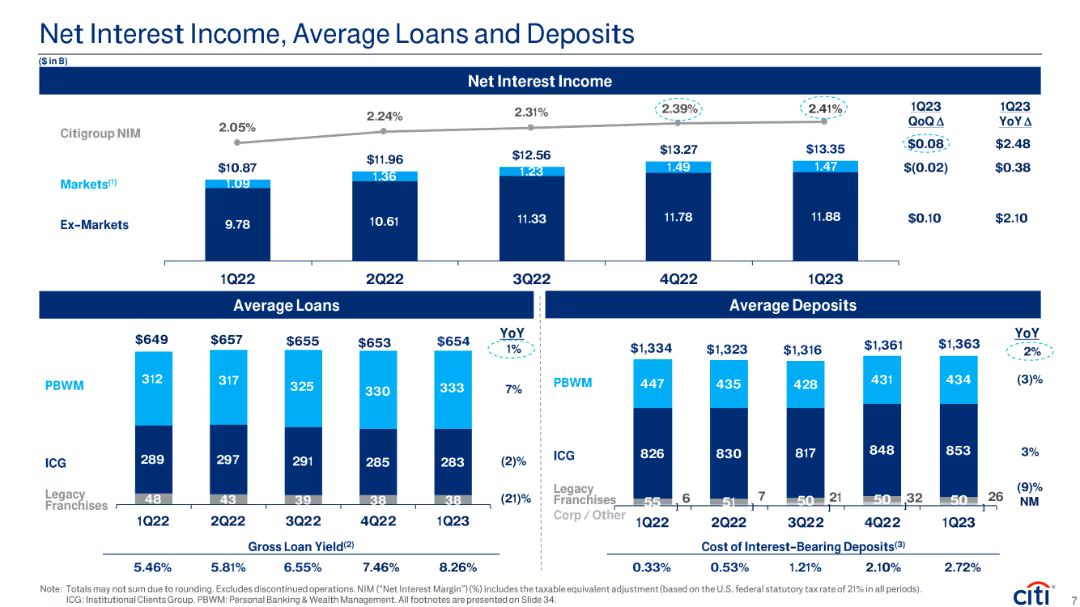 Net Interest Income, Average Loans and Deposits
($ in B)
Net Interest Income
Citigroup NIM
2.05% 2.24% 2.31% 2.39% 2.41%
1Q23 QoQ Δ
1Q23 YoY Δ
$10.87 $11.96 $12.56 $13.27 $13.35 $0.08 $2.48
Markets(1) 1.09 1.36 1.23 1.49 1.47 $(0.02) $0.38
Ex-Markets 9.78 10.61 11.33 11.78 11.88 $0.10 $2.10
1Q22 2Q22 3Q22 4Q22 1Q23
Average Loans
YoY
$649 $657 $655 $653 $654 1%
PBWM 312 317 325 330 333 7%
ICG 289 297 291 285 283 (2)%
Legacy Franchises 48 43 39 38 38 (21)%
1Q22 2Q22 3Q22 4Q22 1Q23
Gross Loan Yield(2)
5.46% 5.81% 6.55% 7.46% 8.26%
Average Deposits
YoY
$1,334 $1,323 $1,316 $1,361 $1,363 2%
PBWM 447 435 428 431 434 (3)%
ICG 826 830 817 848 853 3%
Legacy Franchises 55 51 50 50 50 (9)%
Corp / Other 6 7 21 32 26 NM
1Q22 2Q22 3Q22 4Q22 1Q23
Cost of Interest-Bearing Deposits(3)
0.33% 0.53% 1.21% 2.10% 2.72%
Note: Totals may not sum due to rounding. Excludes discontinued operations. NIM ("Net Interest Margin") (%) includes the taxable equivalent adjustment (based on the U.S. federal statutory tax rate of 21% in all periods).
ICG: Institutional Clients Group. PBWM: Personal Banking & Wealth Management. All footnotes are presented on Slide 34.
citi
7